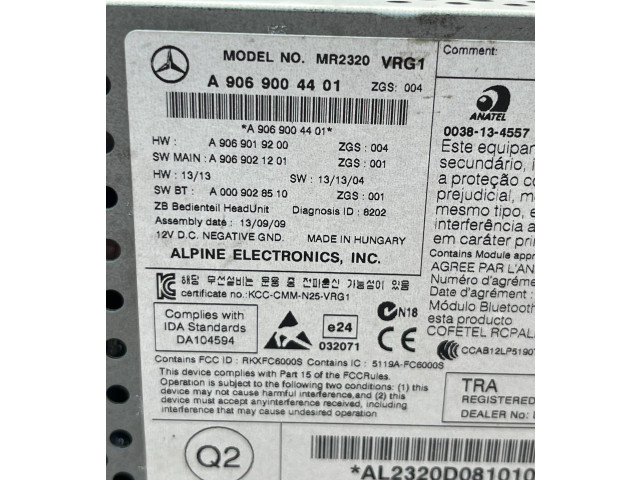 MODEL NO. MR2320 VRG1
A 906 900 44 01 ZGS: 004
*A 906 900 44 01*
HW: A 906 901 92 00 ZGS : 004
SW MAIN : A 906 902 12 01 ZGS : 001
HW : 13/13 SW : 13/13/04
SW BT : A 000 902 85 10 ZGS : 001
ZB Bedienteil HeadUnit Diagnosis ID : 8202
Assembly date : 13/09/09
12V D.C. NEGATIVE GND. MADE IN HUNGARY
ALPINE ELECTRONICS, INC.
해당 무선설비는 운용 중 전파혼신 가능성이 있음
certificate no.:KCC-CMM-N25-VRG1
Complies with
IDA Standards
DA104594
e24
032071
N18
CE
Contains FCC ID : RKXFC6000S Contains IC : 5119A-FC6000S
This device complies with Part 15 of the FCCRules.
Operation is subject to the following two conditions: (1) this
device may not cause harmful interference, and(2) this
device must accept anyinterference received, including
interference that may cause undesired operation.
Q2
Comment:
ANATEL
0038-13-4557
Este equipan
secundário, i
a proteção co
prejudicial, m
mesmo tipo, e
interferência a
em caráter pri
Contains Module approv
AGREE PAR L'AN
Numéro d'agrémen
Date d'agrément :
Módulo Bluetooth
esta producto
COFETEL RCPALA
CCAB12LP5190T
TRA
REGISTERED
DEALER No:
*AL2320D081010